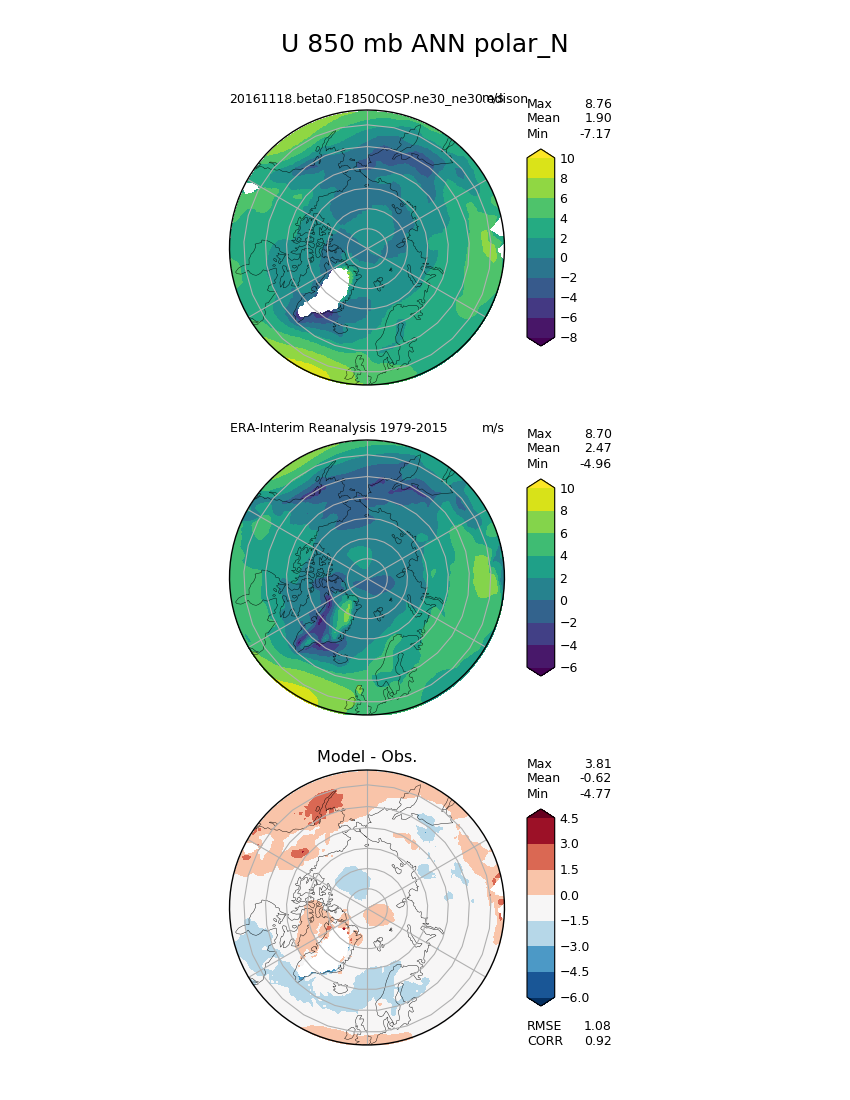 U 850 mb ANN polar_N
20161118.beta0.F1850COSP.ne30_ne30.edison
m/s
Max 8.76
Mean 1.90
Min -7.17
10
8
6
4
2
0
−2
−4
−6
−8
ERA-Interim Reanalysis 1979-2015
m/s
Max 8.70
Mean 2.47
Min -4.96
10
8
6
4
2
0
−2
−4
−6
Model - Obs.
Max 3.81
Mean -0.62
Min -4.77
4.5
3.0
1.5
0.0
−1.5
−3.0
−4.5
−6.0
RMSE 1.08
CORR 0.92